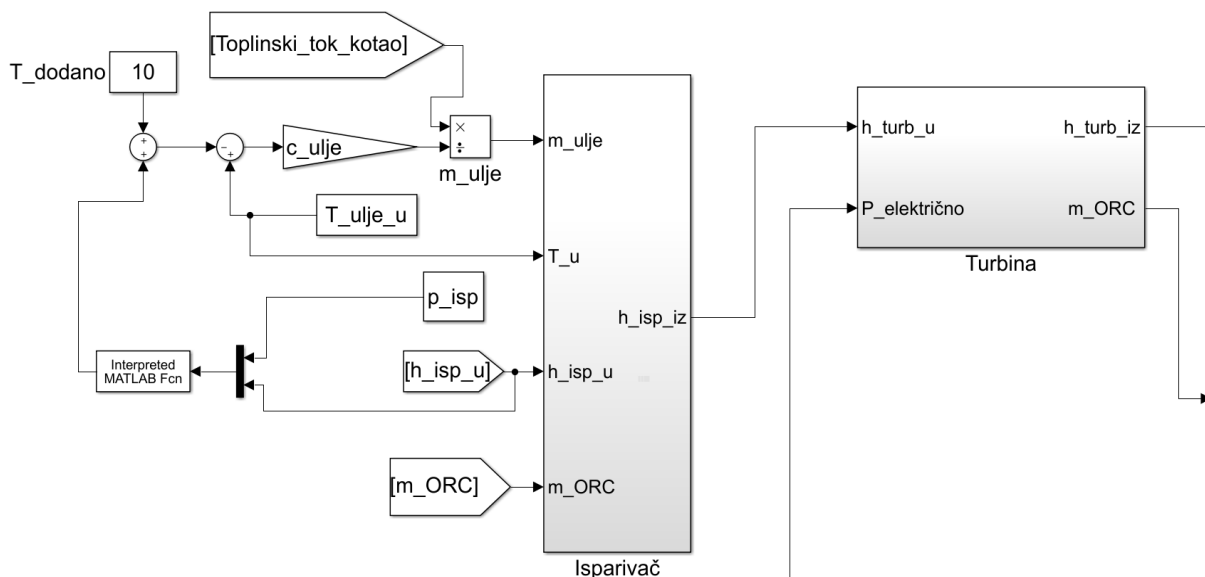 [Toplinski_tok_kotao]
T_dodano
10
+
+
-
+
c_ulje
×
÷
m_ulje
m_ulje
T_ulje_u
T_u
p_isp
h_isp_iz
Interpreted
MATLAB Fcn
[h_isp_u]
h_isp_u
[m_ORC]
m_ORC
Isparivač
h_turb_u
h_turb_iz
P_električno
m_ORC
Turbina